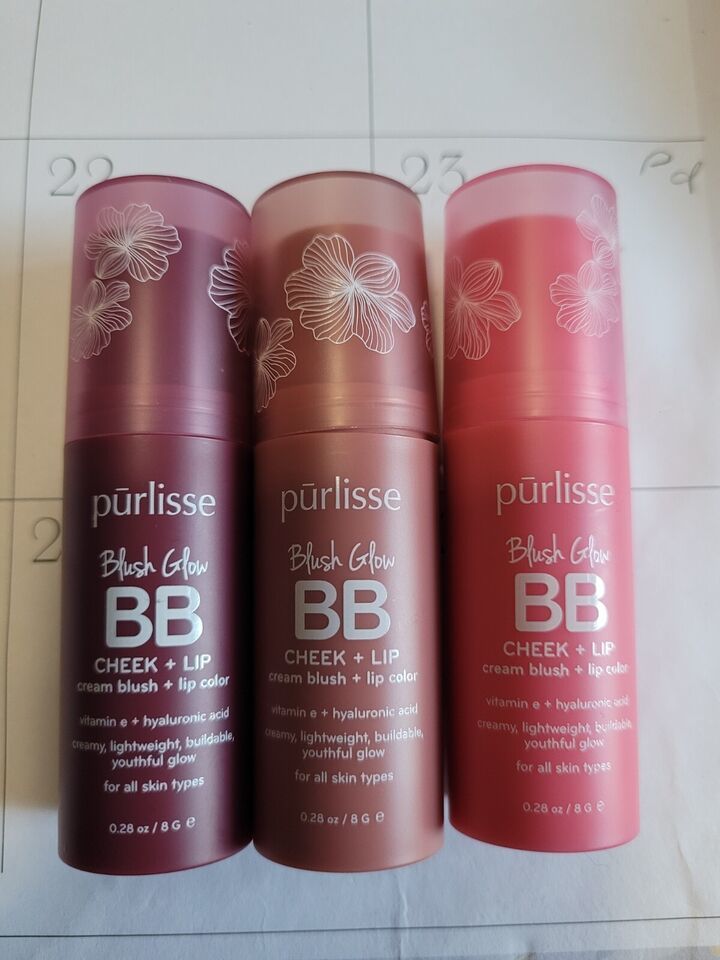 22
23
Pd
2
pūrlisse
Blush Glow
BB
CHEEK + LIP
cream blush + lip color
vitamin e + hyaluronic acid
creamy, lightweight, buildable,
youthful glow
for all skin types
0.28 oz / 8 G ℮
pūrlisse
Blush Glow
BB
CHEEK + LIP
cream blush + lip color
vitamin e + hyaluronic acid
creamy, lightweight, buildable,
youthful glow
for all skin types
0.28 oz / 8 G ℮
pūrlisse
Blush Glow
BB
CHEEK + LIP
cream blush + lip color
vitamin e + hyaluronic acid
creamy, lightweight, buildable,
youthful glow
for all skin types
0.28 oz / 8 G ℮